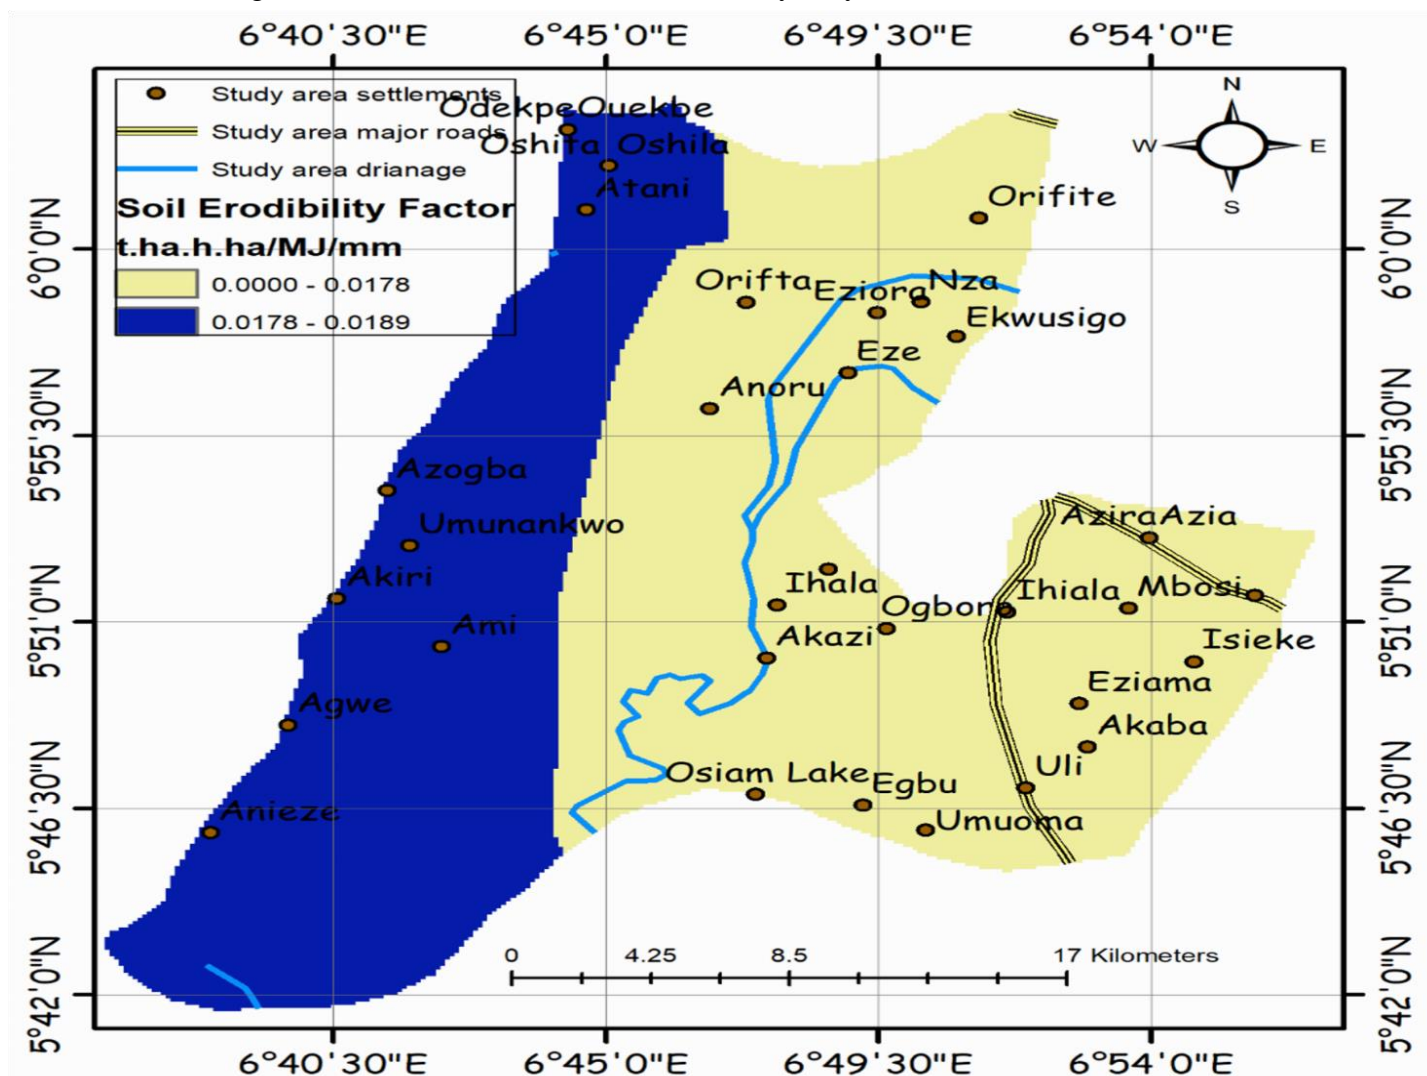 6°40'30"E 6°45'0"E 6°49'30"E 6°54'0"E
Study area settlements
Study area major roads
Study area drianage
Soil Erodibility Factor
t.ha.h.ha/MJ/mm
0.0000 - 0.0178
0.0178 - 0.0189
N
W E
S
OdekpeOuekbe
Oshita Oshila
Atani
Orifite
Orifta
Eziora
Nza
Ekwusigo
Eze
Anoru
Azogba
Umunankwo
AziraAzia
Akiri
Ihala
Ogbor
Ihiala
Mbosi
Ami
Akazi
Isieke
Agwe
Eziama
Akaba
Osiam Lake
Egbu
Uli
Anieze
Umuoma
0 4.25 8.5 17 Kilometers
6°0'0"N
5°55'30"N
5°51'0"N
5°46'30"N
5°42'0"N
6°0'0"N
5°55'30"N
5°51'0"N
5°46'30"N
5°42'0"N
6°40'30"E 6°45'0"E 6°49'30"E 6°54'0"E